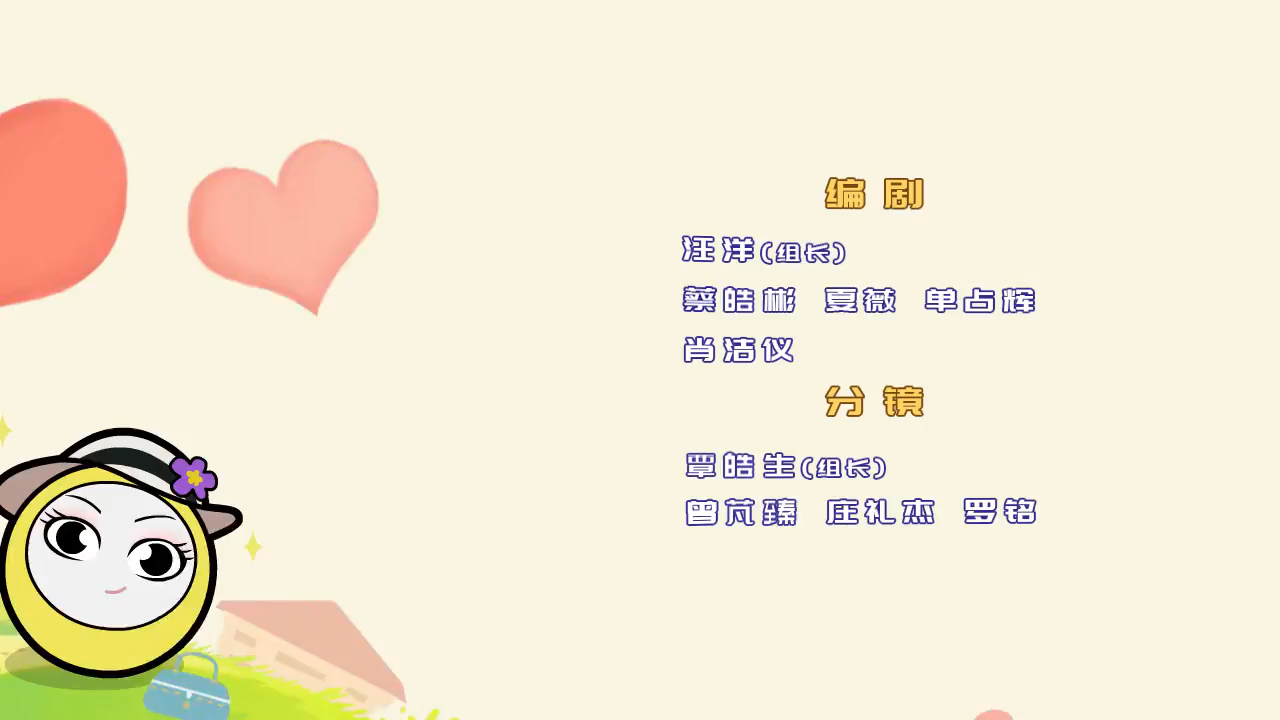 编剧
汪洋(组长)
蔡皓彬 夏薇 单占辉
肖洁仪
分镜
覃皓生(组长)
曾芃臻 庄礼杰 罗铭